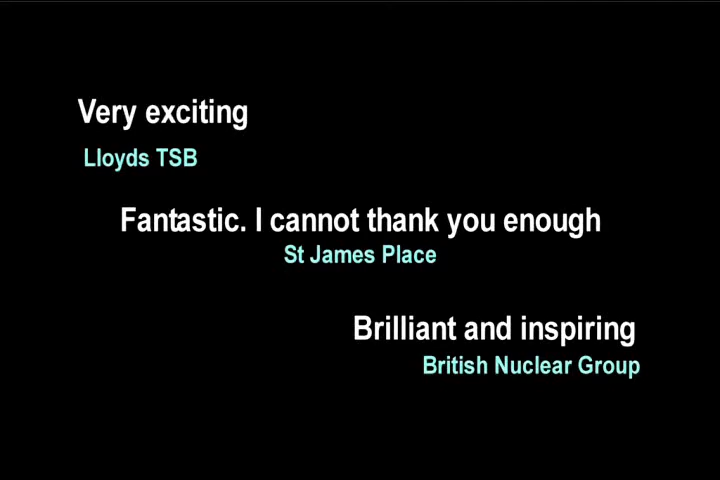 Very exciting
Lloyds TSB
Fantastic. I cannot thank you enough
St James Place
Brilliant and inspiring
British Nuclear Group